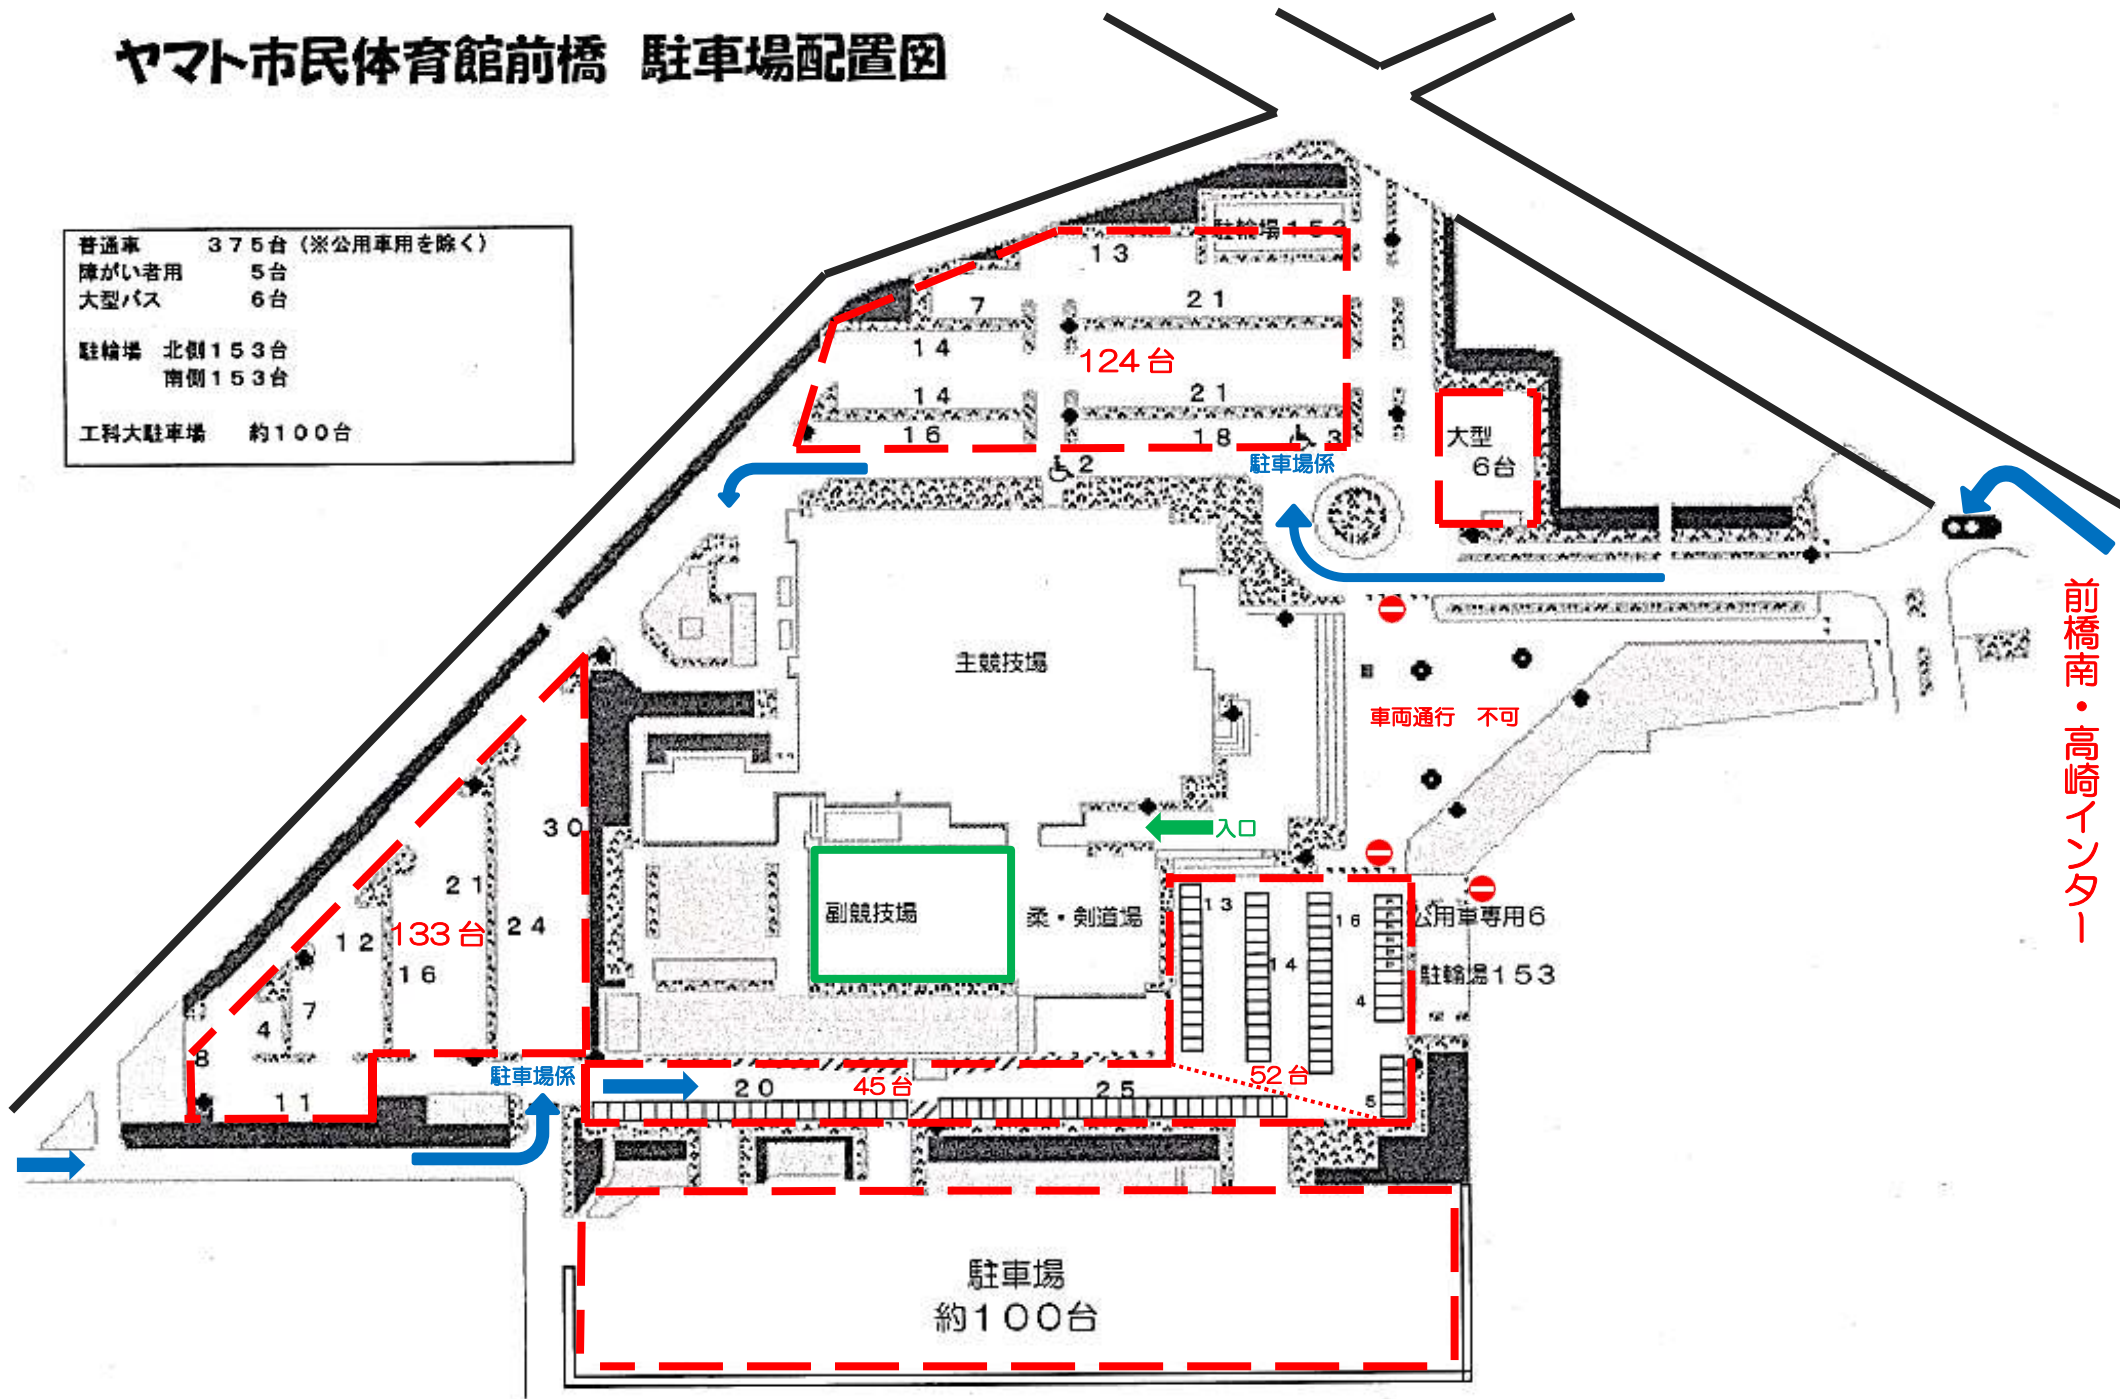 ヤマト市民体育館前橋 駐車場配置図
普通車 375台(※公用車用を除く)
障がい者用 5台
大型バス 6台
駐輪場 北側153台
南側153台
工科大駐車場 約100台
駐輪場153
13
7
21
14
124台
14
21
16
18
3
2
駐車場係
大型
6台
前橋南・高崎インター
主競技場
車両通行 不可
入口
30
21
24
12
133台
16
7
4
8
11
副競技場
柔・剣道場
13
16
14
4
5
公用車専用6
駐輪場153
駐車場係
20
45台
25
52台
駐車場
約100台